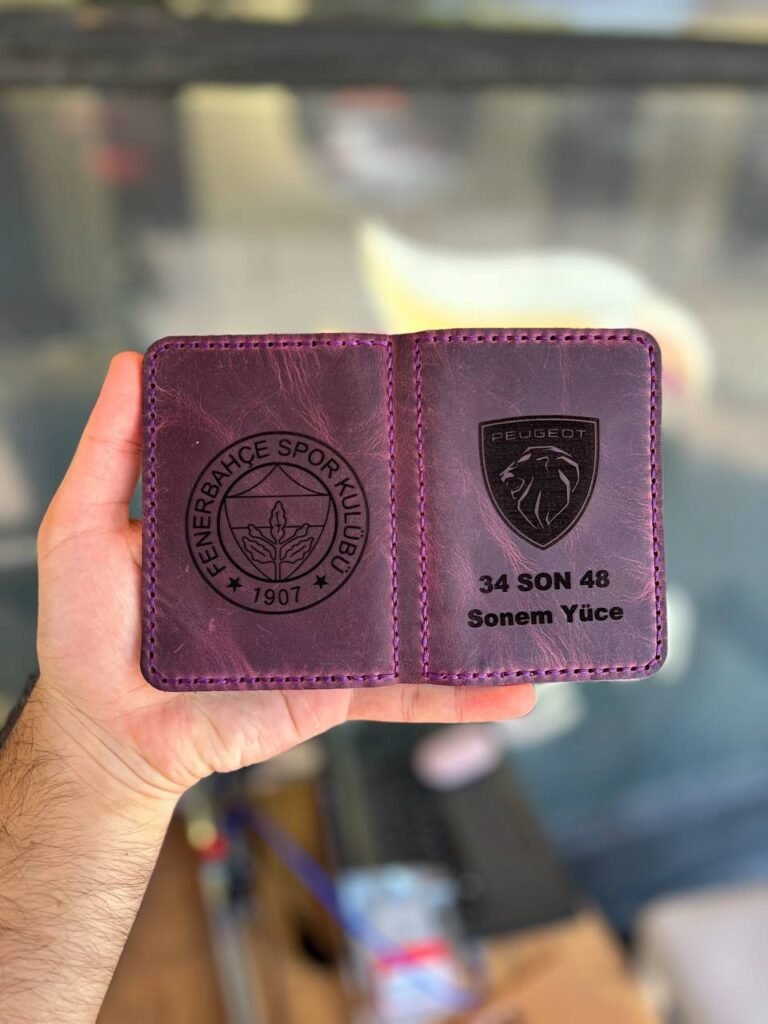 FENERBAHÇE SPOR KULÜBÜ
1907
PEUGEOT
34 SON 48
Sonem Yüce